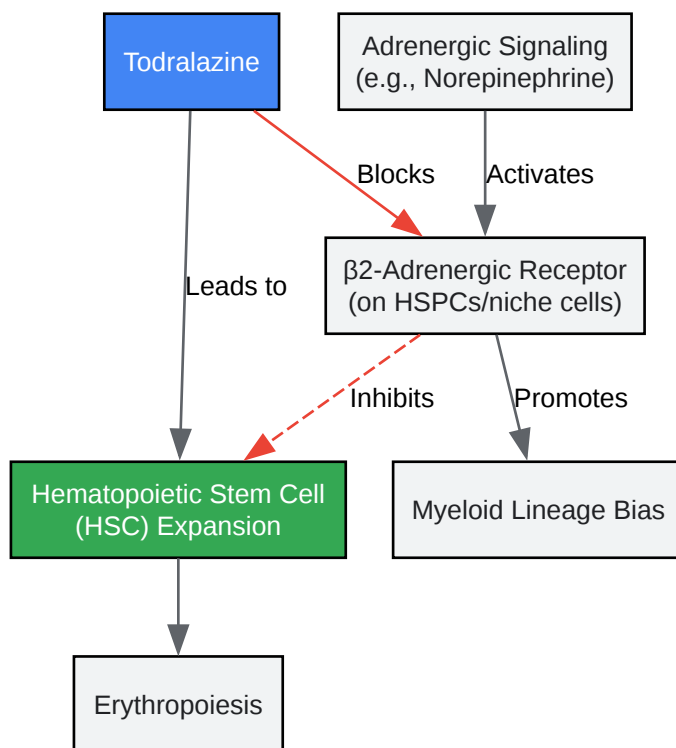 Todralazine
Adrenergic Signaling
(e.g., Norepinephrine)
Blocks
Activates
β2-Adrenergic Receptor
(on HSPCs/niche cells)
Leads to
Inhibits
Promotes
Hematopoietic Stem Cell
(HSC) Expansion
Myeloid Lineage Bias
Erythropoiesis